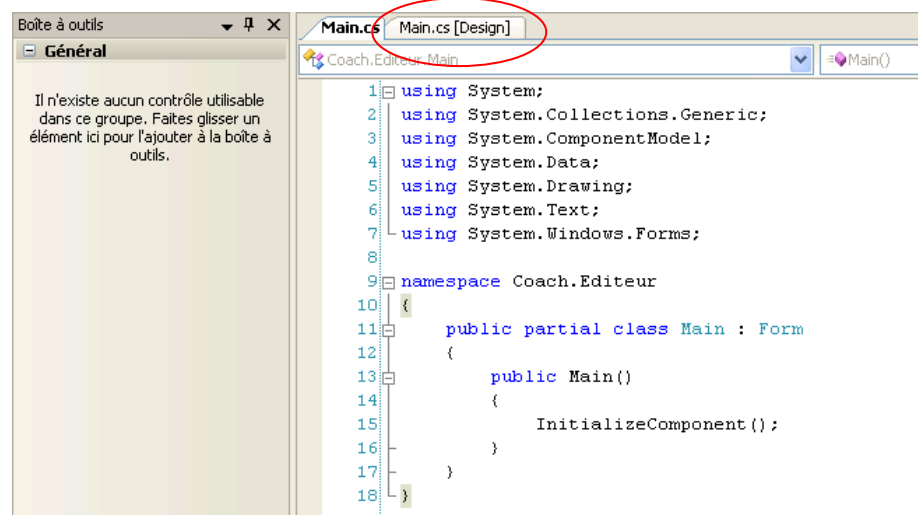 Boîte à outils
Général
Il n'existe aucun contrôle utilisable
dans ce groupe. Faites glisser un
élément ici pour l'ajouter à la boîte à
outils.
Main.cs Main.cs [Design]
Coach.Editeur.Main Main()
1 using System;
2 using System.Collections.Generic;
3 using System.ComponentModel;
4 using System.Data;
5 using System.Drawing;
6 using System.Text;
7 using System.Windows.Forms;
8
9 namespace Coach.Editeur
10 {
11 public partial class Main : Form
12 {
13 public Main()
14 {
15 InitializeComponent();
16 }
17 }
18 }